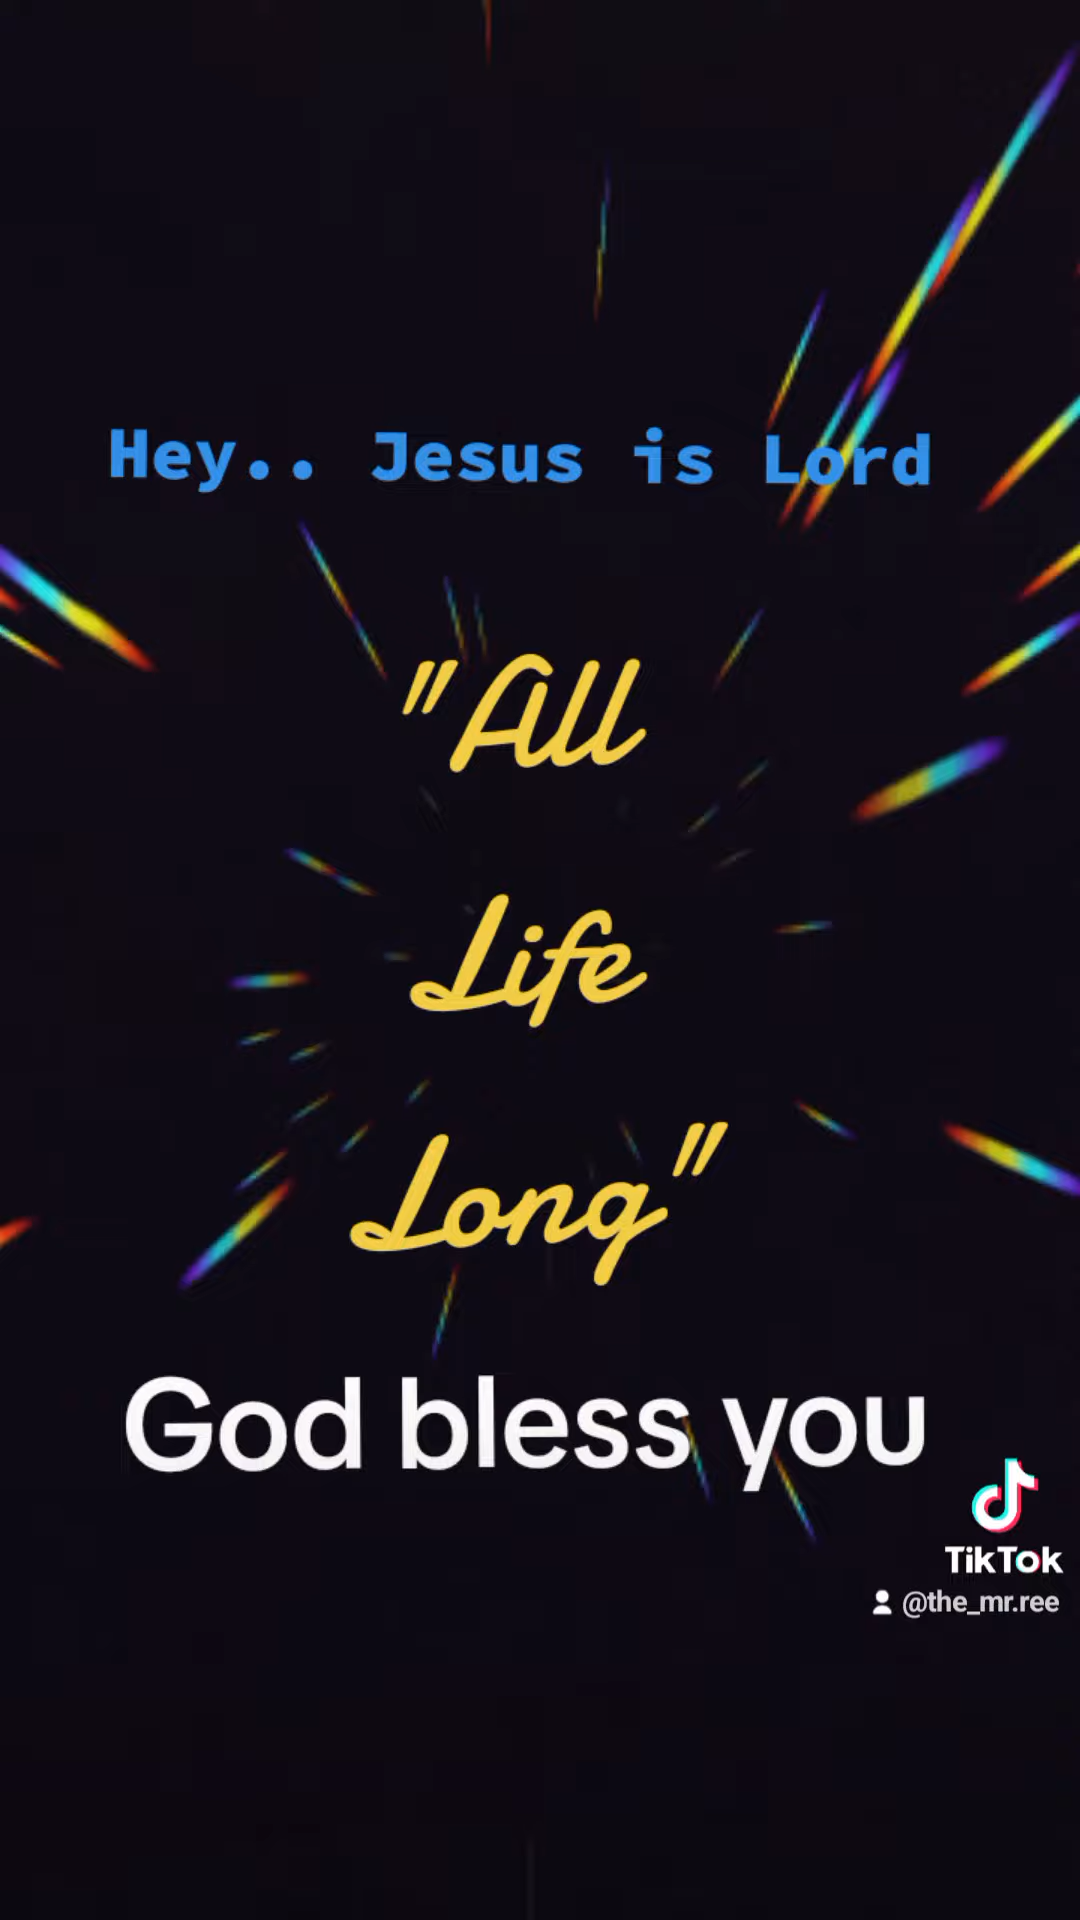 Hey.. Jesus is Lord
"All
Life
Long"
God bless you
TikTok
@the_mr.ree